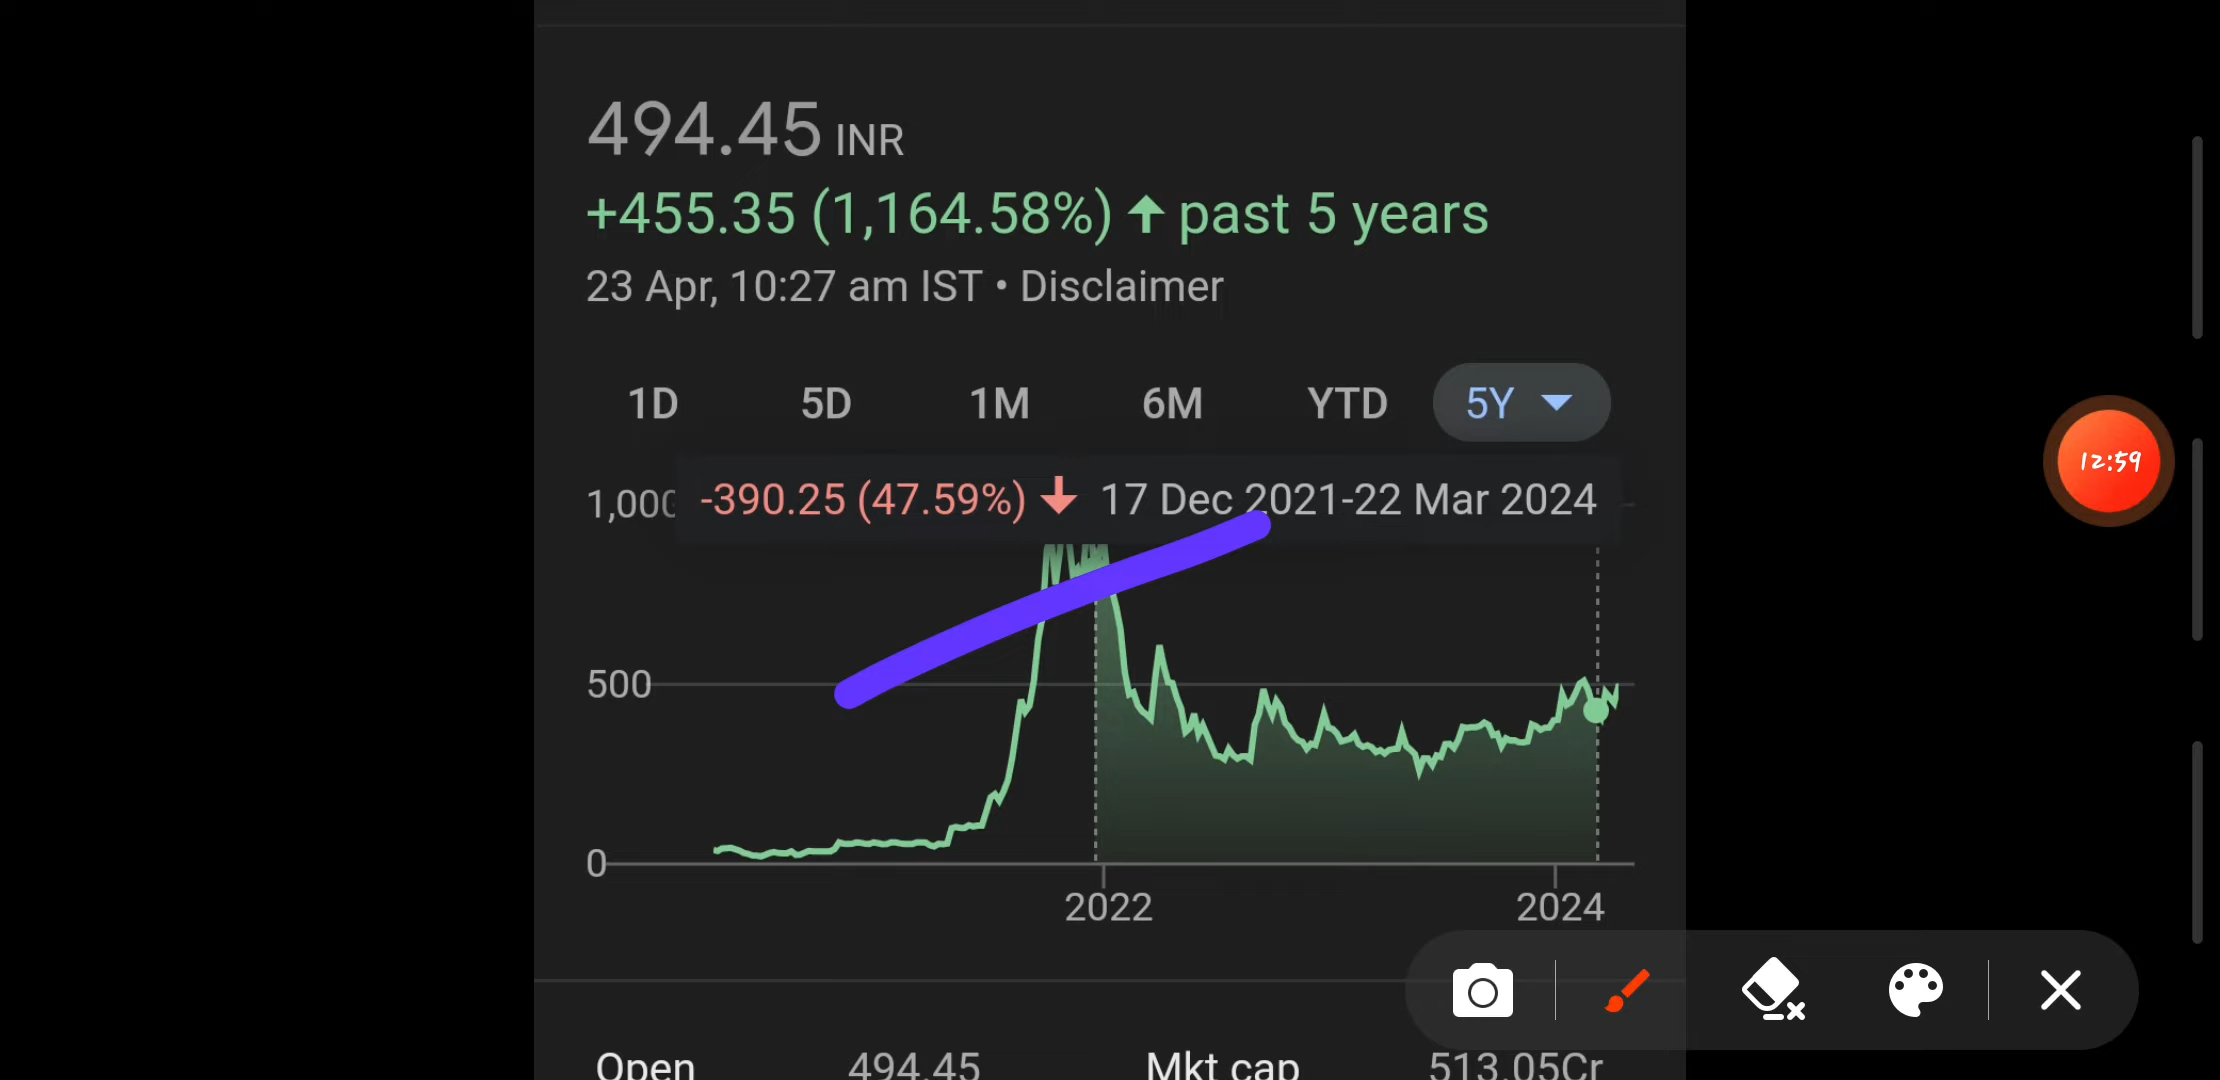 494.45 INR
+455.35 (1,164.58%) ↑ past 5 years
23 Apr, 10:27 am IST • Disclaimer
1D 5D 1M 6M YTD 5Y
1,000 -390.25 (47.59%) ↓ 17 Dec 2021-22 Mar 2024
12:59
500
0
2022 2024
Open 494.45 Mkt cap 513.05Cr